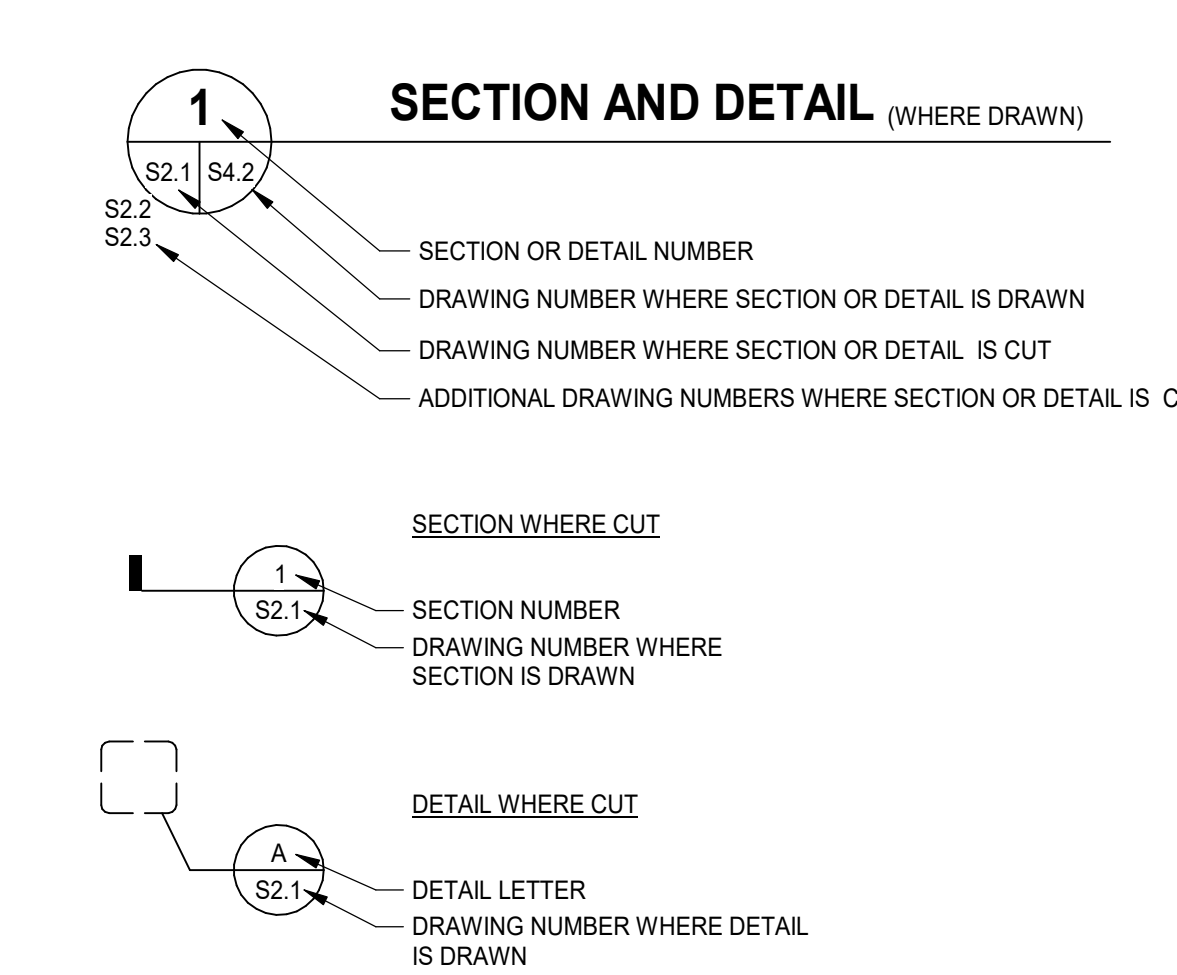 1
SECTION AND DETAIL (WHERE DRAWN)
S2.1 S4.2
S2.2
S2.3
SECTION OR DETAIL NUMBER
DRAWING NUMBER WHERE SECTION OR DETAIL IS DRAWN
DRAWING NUMBER WHERE SECTION OR DETAIL IS CUT
ADDITIONAL DRAWING NUMBERS WHERE SECTION OR DETAIL IS
SECTION WHERE CUT
1
S2.1
SECTION NUMBER
DRAWING NUMBER WHERE
SECTION IS DRAWN
DETAIL WHERE CUT
A
S2.1
DETAIL LETTER
DRAWING NUMBER WHERE DETAIL
IS DRAWN